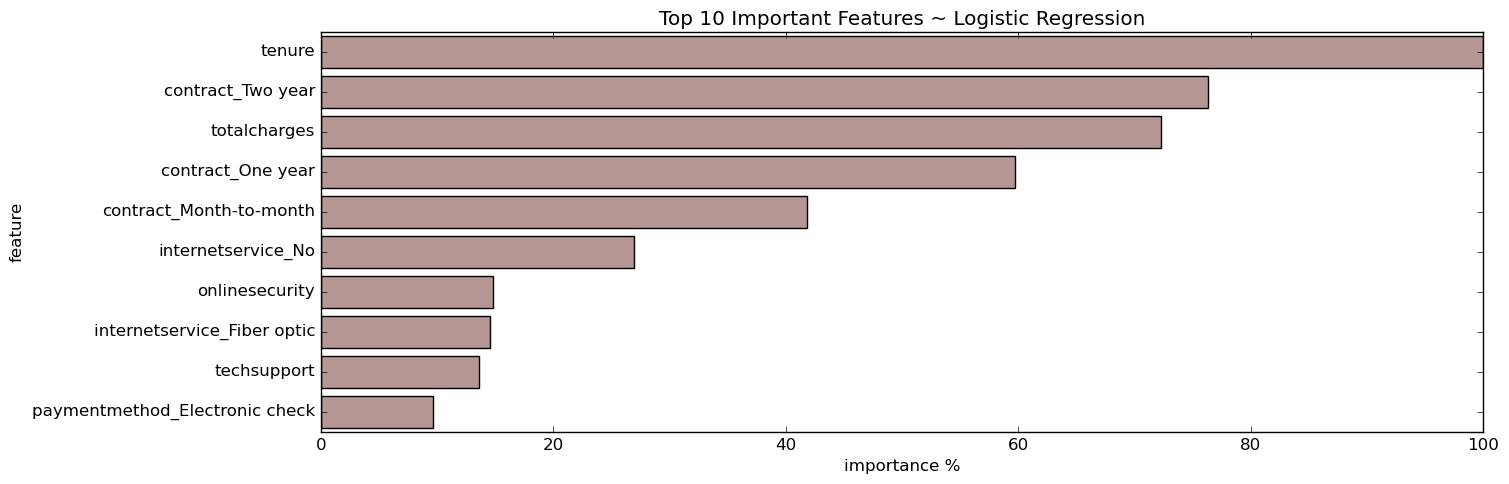 Top 10 Important Features ~ Logistic Regression
feature
tenure
contract_Two year
totalcharges
contract_One year
contract_Month-to-month
internetservice_No
onlinesecurity
internetservice_Fiber optic
techsupport
paymentmethod_Electronic check
0 20 40 60 80 100
importance %